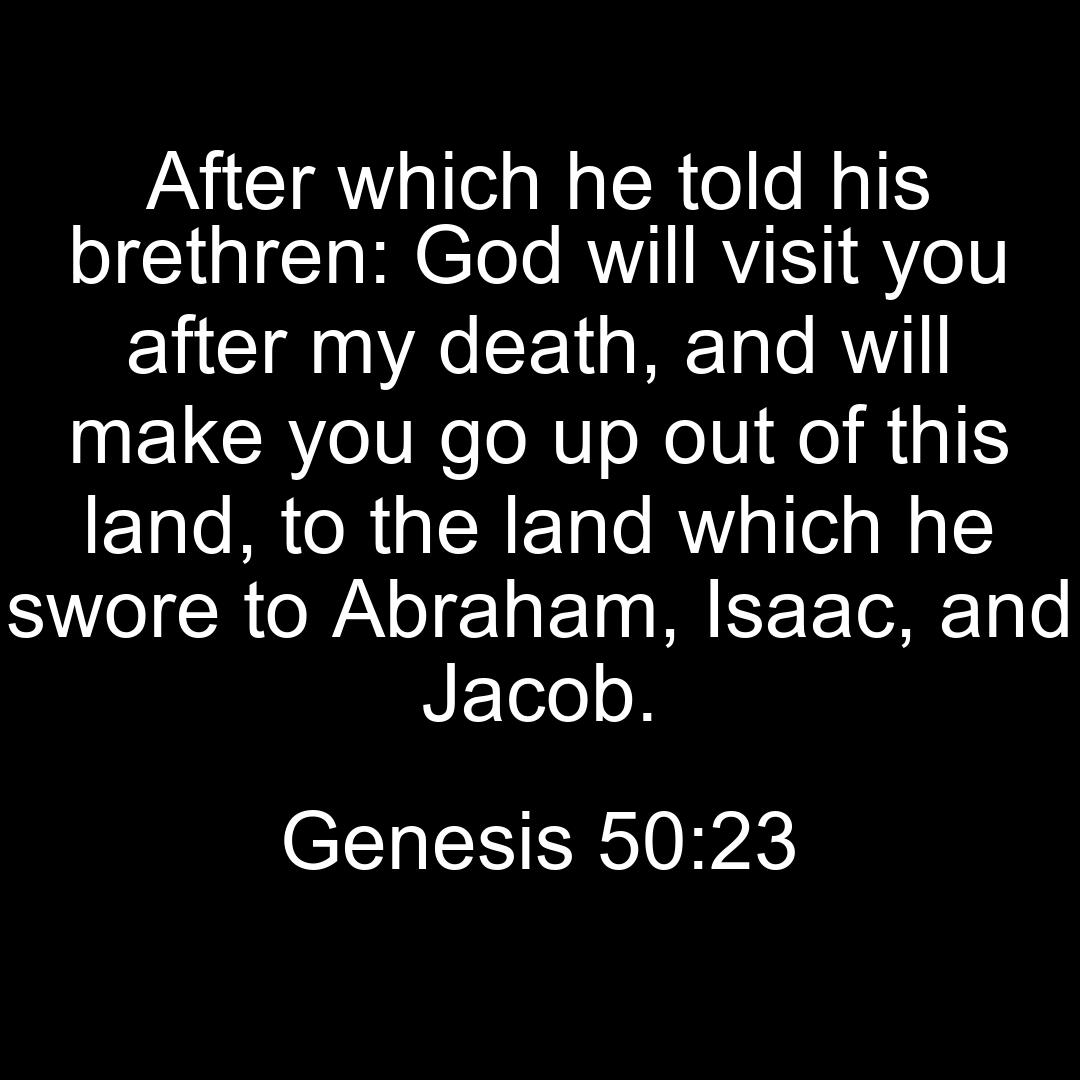 After which he told his
brethren: God will visit you
after my death, and will
make you go up out of this
land, to the land which he
swore to Abraham, Isaac, and
Jacob.
Genesis 50:23